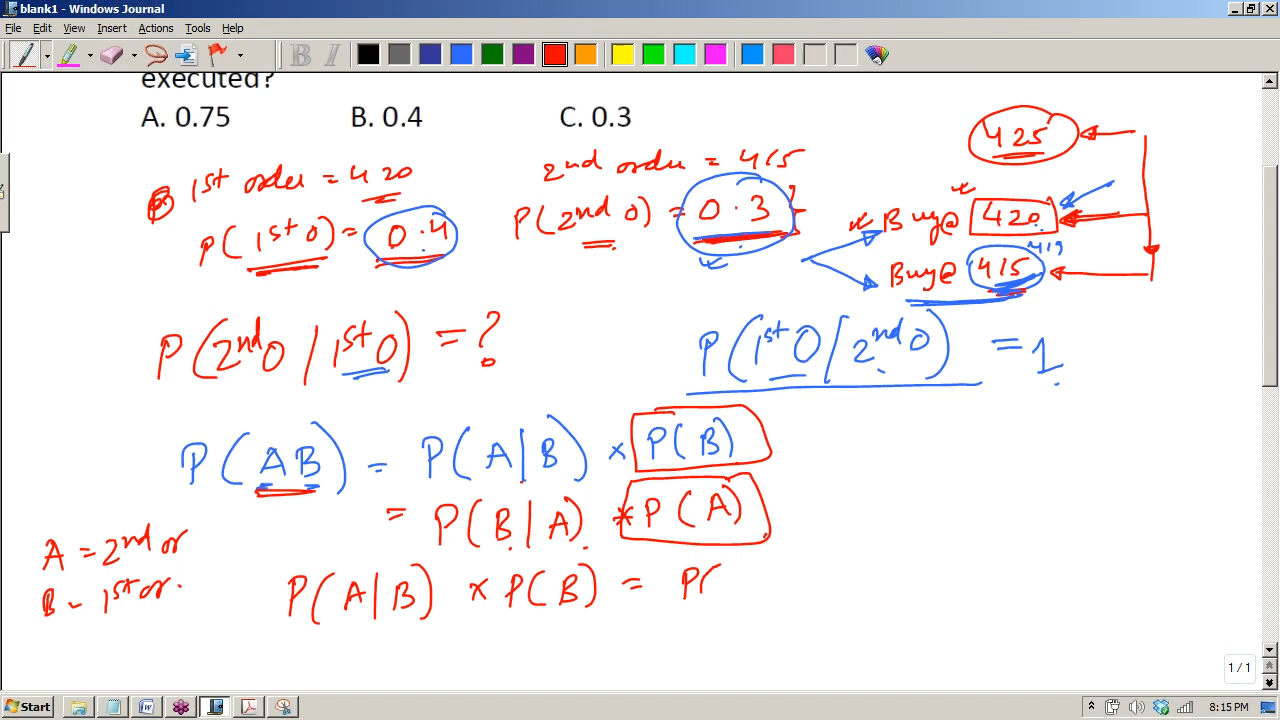 blank1 - Windows Journal
File Edit View Insert Actions Tools Help
B U
executed?
A. 0.75 B. 0.4 C. 0.3
425
1st order = 420
2nd order = 415
P(1st O) = 0.4
P(2nd O) = 0.3
Buy@ 420
419
Buy@ 415
P(2nd O / 1st O) = ?
P(1st O / 2nd O) = 1
P(AB) = P(A|B) × P(B)
= P(B|A) * P(A)
A = 2nd or
B = 1st or.
P(A|B) × P(B) = P(
1 / 1
Start
8:15 PM